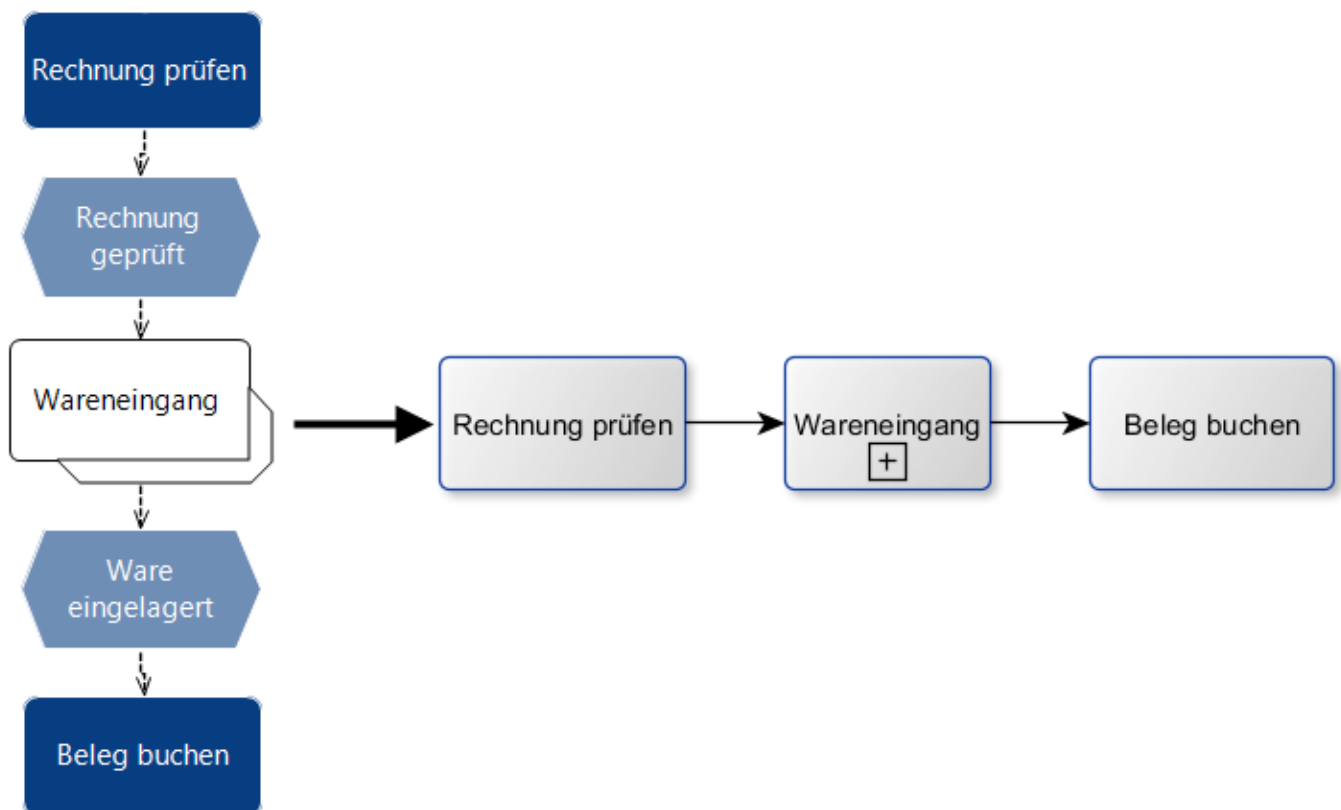 Rechnung prüfen
Rechnung
geprüft
Wareneingang
Ware
eingelagert
Beleg buchen
Rechnung prüfen
Wareneingang
+
Beleg buchen